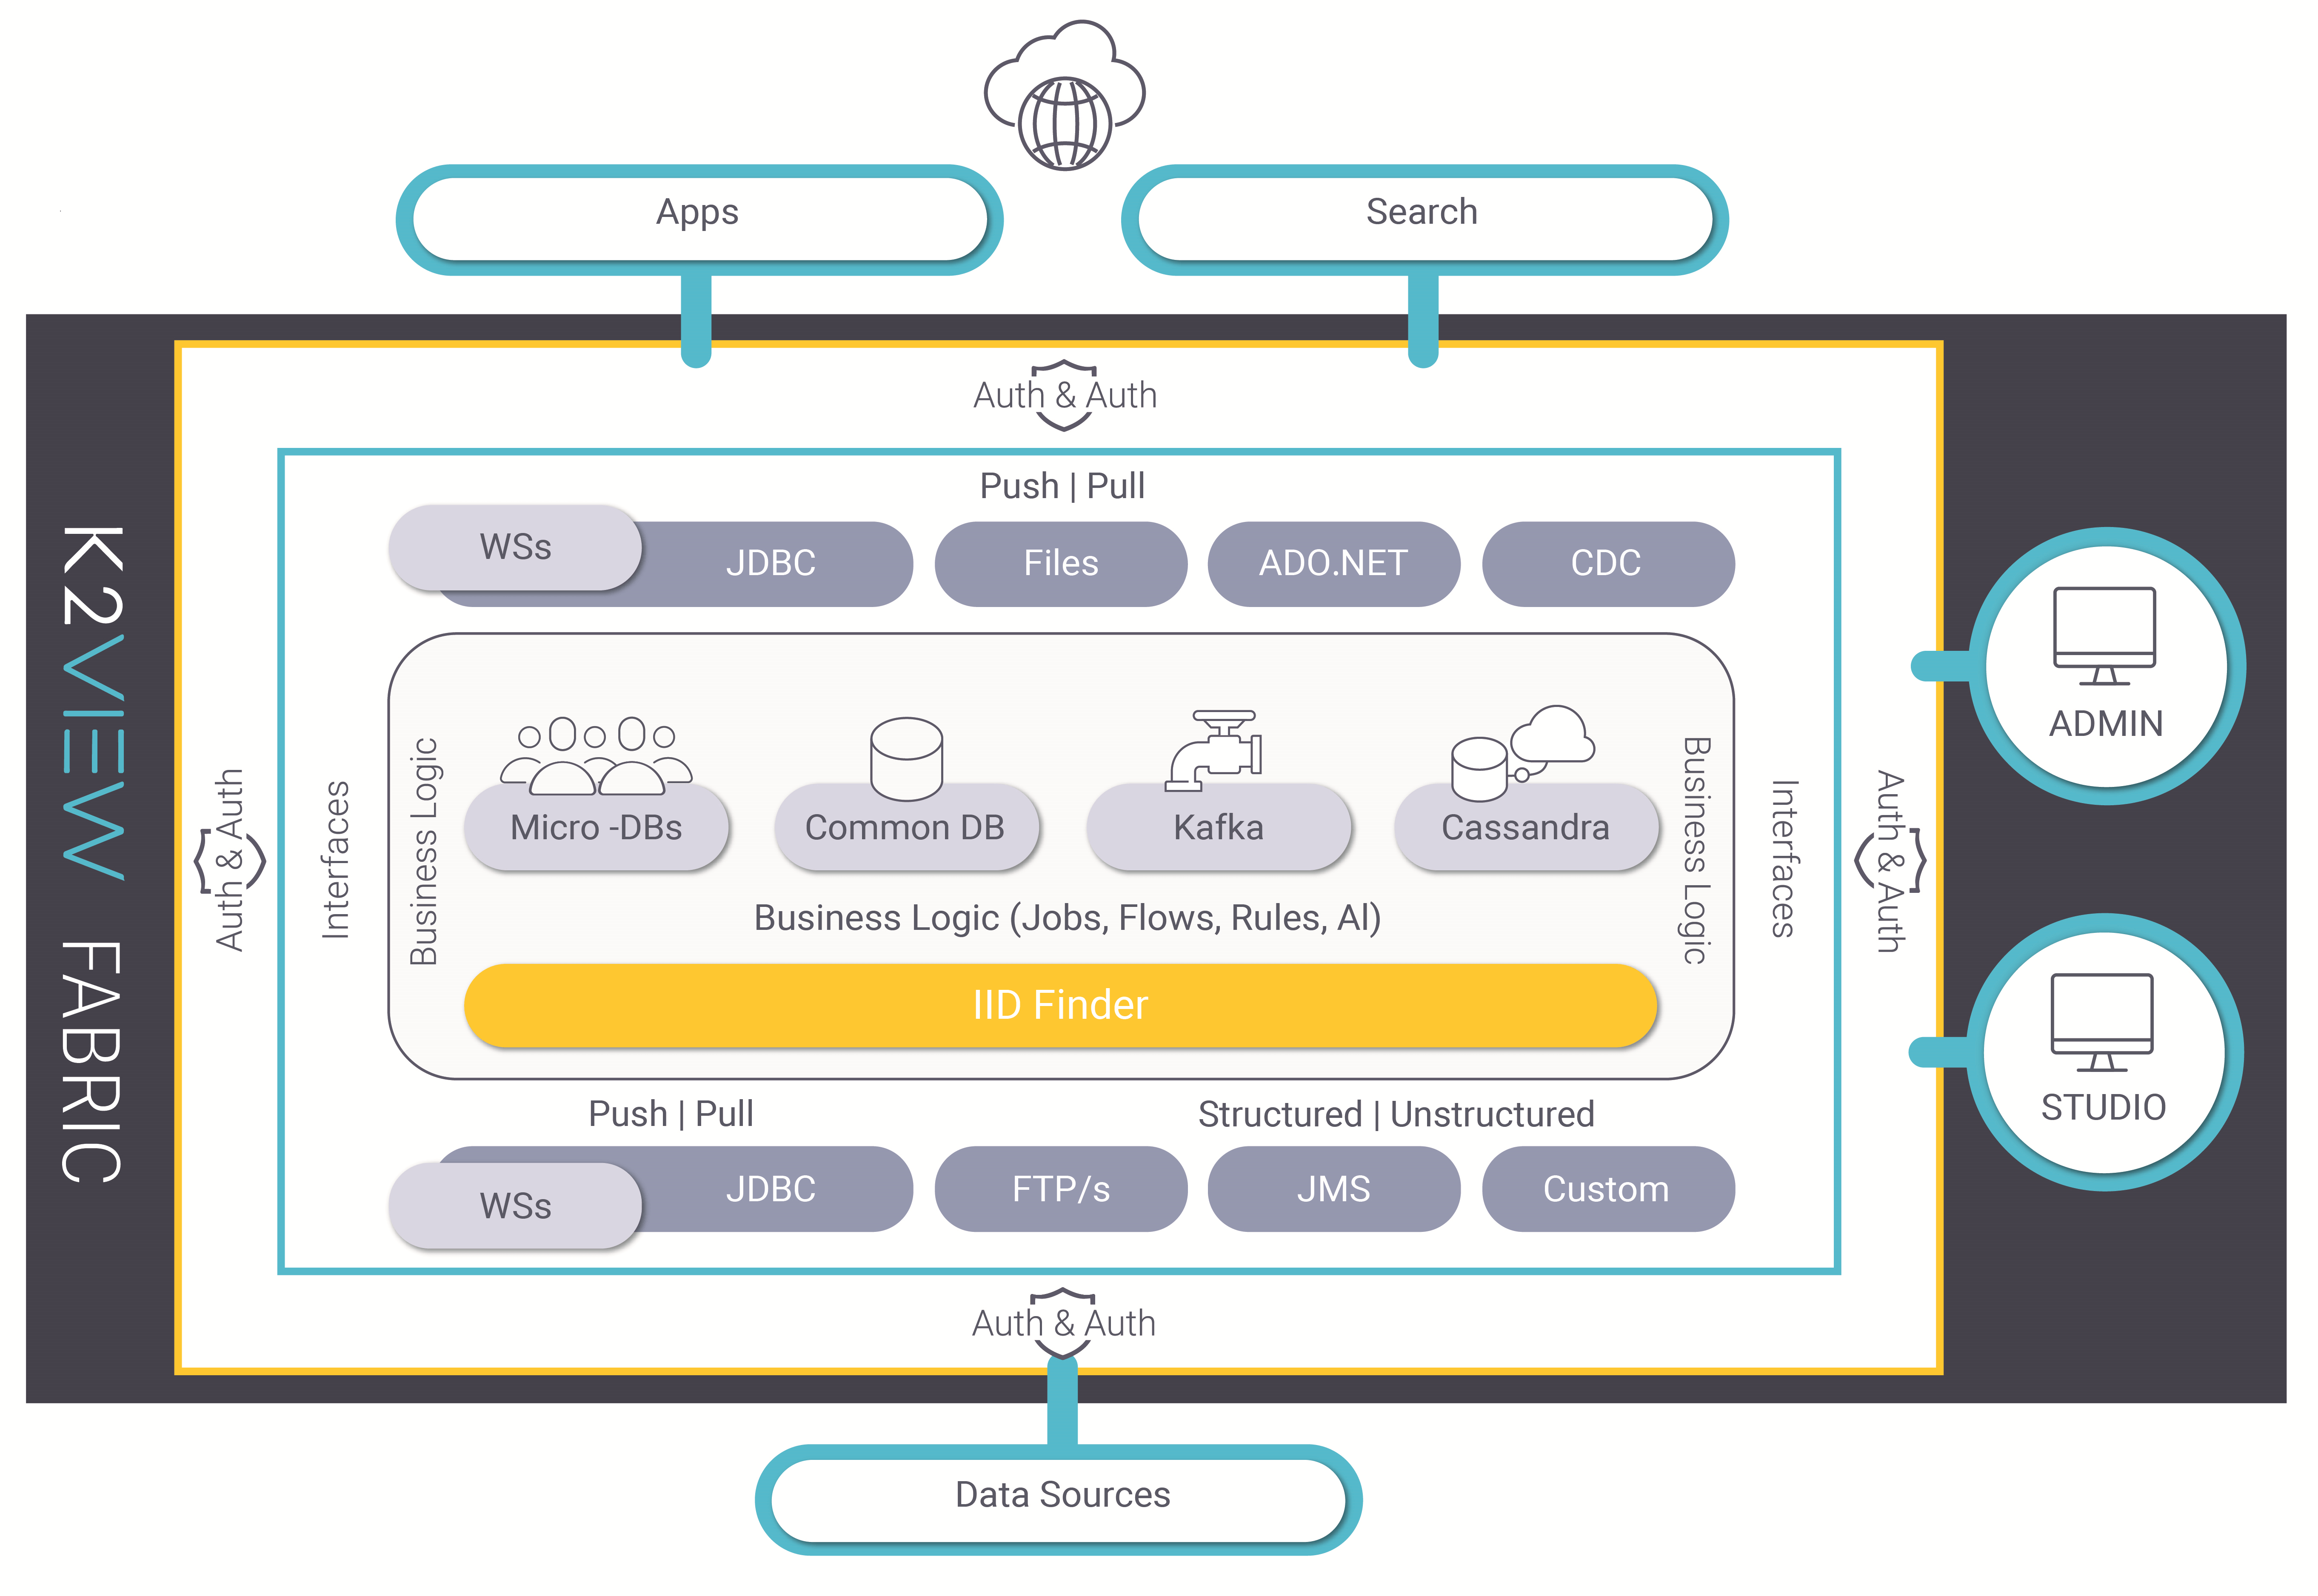 Apps
Search
Auth & Auth
Push | Pull
WSs
JDBC
Files
ADO.NET
CDC
K2VIEW FABRIC
Auth & Auth
Interfaces
Business Logic
Micro -DBs
Common DB
Kafka
Cassandra
Business Logic
Interfaces
Auth & Auth
ADMIN
Business Logic (Jobs, Flows, Rules, AI)
IID Finder
STUDIO
Push | Pull
Structured | Unstructured
WSs
JDBC
FTP/s
JMS
Custom
Auth & Auth
Data Sources